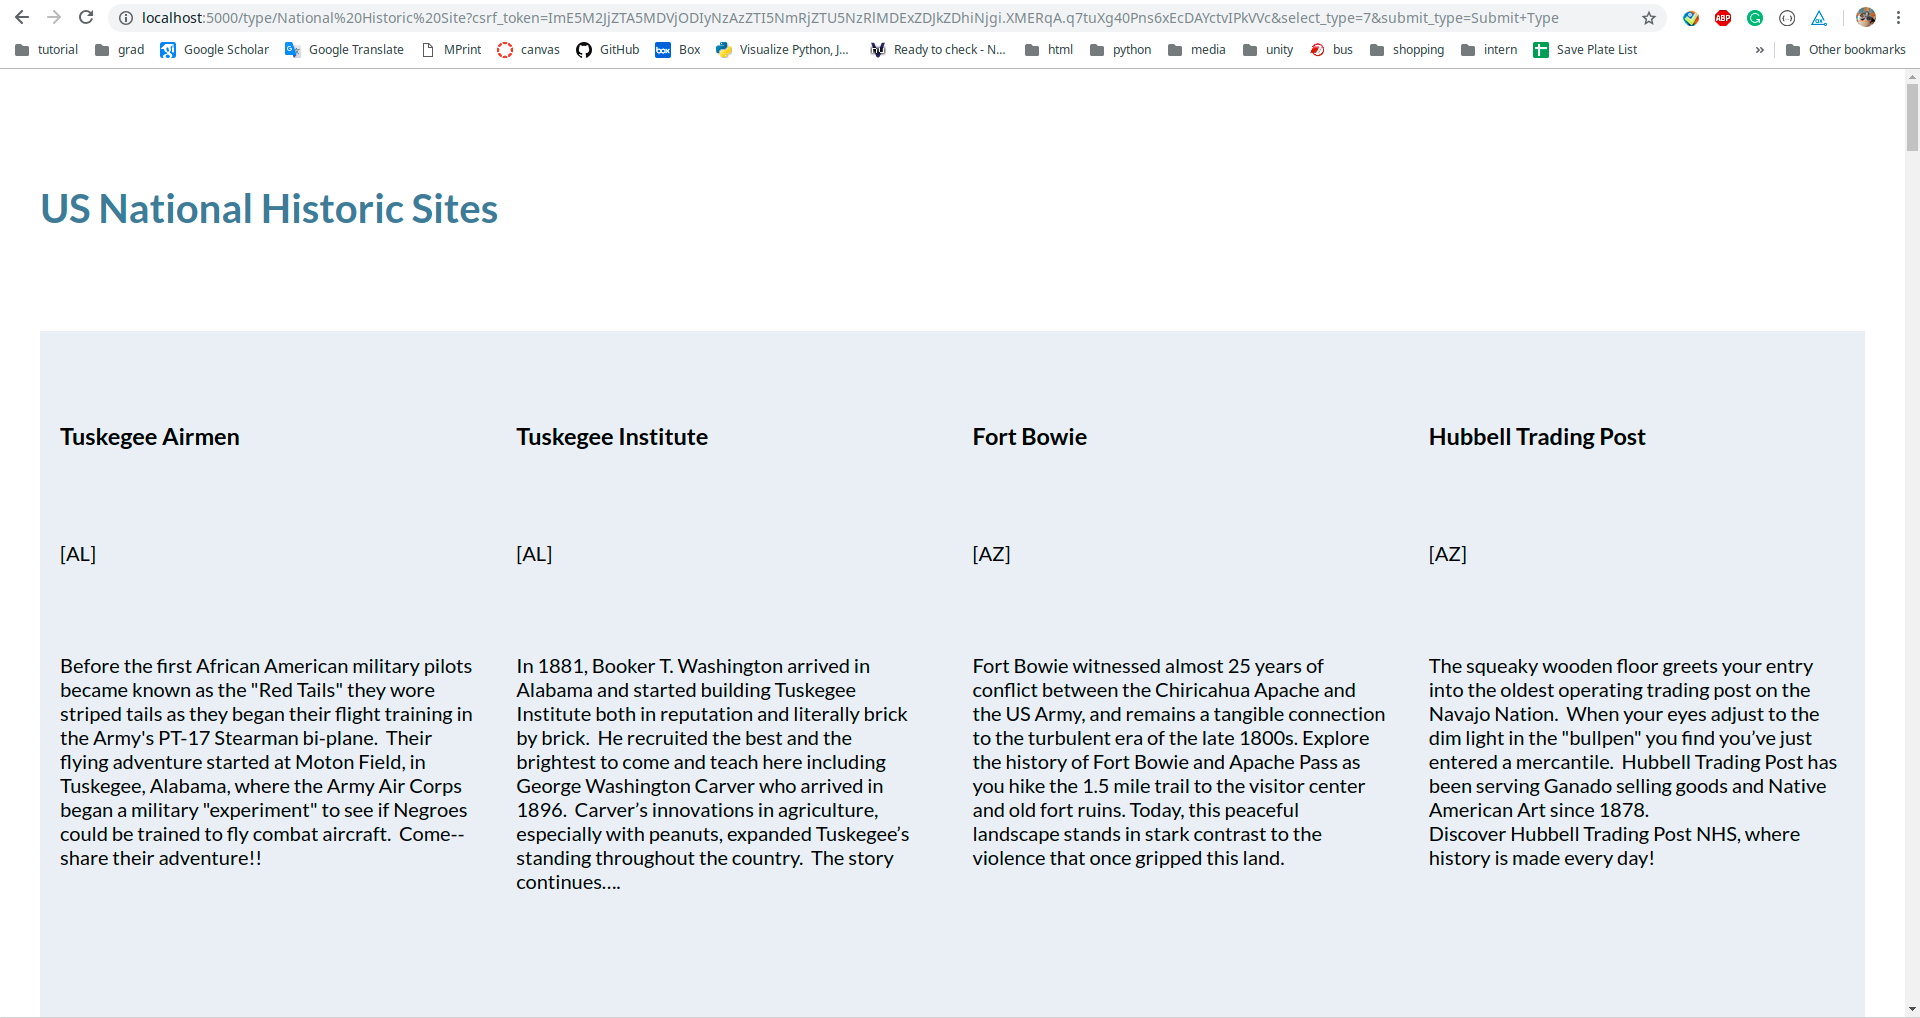 localhost:5000/type/National%20Historic%20Site?csrf_token=ImE5M2JjZTA5MDVjODIyNzAzZTI5NmRjZTU5NzRlMDExZDJkZDhiNjgi.XMERqA.q7tuXg40Pns6xEcDAYctvIPkVVc&select_type=7&submit_type=Submit+Type
ABP
tutorial grad Google Scholar Google Translate MPrint canvas GitHub box Box Visualize Python, J... Ready to check - N... html python media unity bus shopping intern Save Plate List » Other bookmarks
US National Historic Sites
Tuskegee Airmen
[AL]
Before the first African American military pilots
became known as the "Red Tails" they wore
striped tails as they began their flight training in
the Army's PT-17 Stearman bi-plane.  Their
flying adventure started at Moton Field, in
Tuskegee, Alabama, where the Army Air Corps
began a military "experiment" to see if Negroes
could be trained to fly combat aircraft.  Come--
share their adventure!!
Tuskegee Institute
[AL]
In 1881, Booker T. Washington arrived in
Alabama and started building Tuskegee
Institute both in reputation and literally brick
by brick.  He recruited the best and the
brightest to come and teach here including
George Washington Carver who arrived in
1896.  Carver’s innovations in agriculture,
especially with peanuts, expanded Tuskegee’s
standing throughout the country.  The story
continues….
Fort Bowie
[AZ]
Fort Bowie witnessed almost 25 years of
conflict between the Chiricahua Apache and
the US Army, and remains a tangible connection
to the turbulent era of the late 1800s. Explore
the history of Fort Bowie and Apache Pass as
you hike the 1.5 mile trail to the visitor center
and old fort ruins. Today, this peaceful
landscape stands in stark contrast to the
violence that once gripped this land.
Hubbell Trading Post
[AZ]
The squeaky wooden floor greets your entry
into the oldest operating trading post on the
Navajo Nation.  When your eyes adjust to the
dim light in the "bullpen" you find you’ve just
entered a mercantile.  Hubbell Trading Post has
been serving Ganado selling goods and Native
American Art since 1878.
Discover Hubbell Trading Post NHS, where
history is made every day!